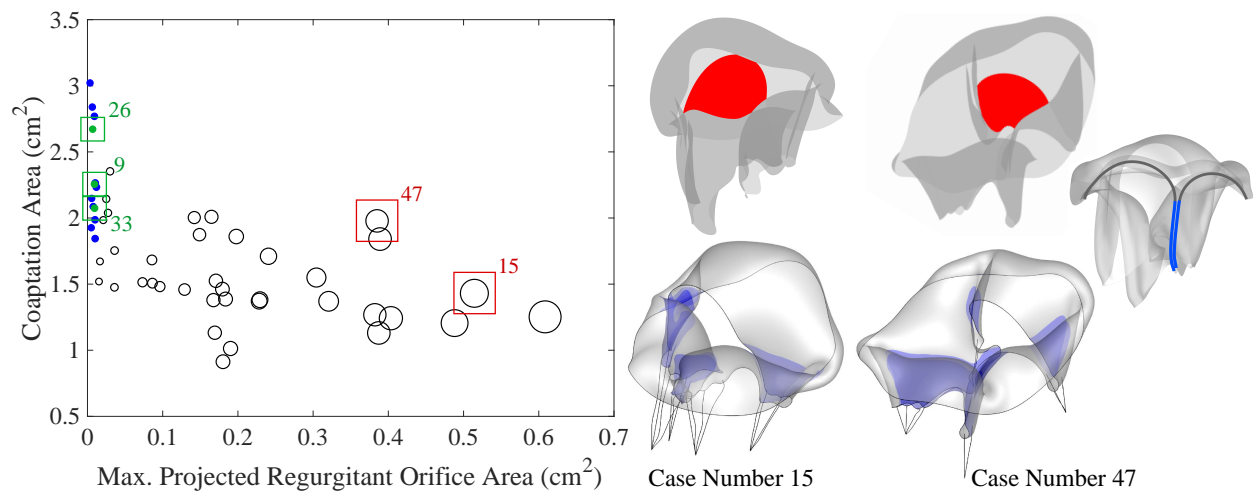 3.5
3
2.5
2
1.5
1
0.5
Coaptation Area (cm²)
26
9
33
47
15
0 0.1 0.2 0.3 0.4 0.5 0.6 0.7
Max. Projected Regurgitant Orifice Area (cm²)
Case Number 15
Case Number 47